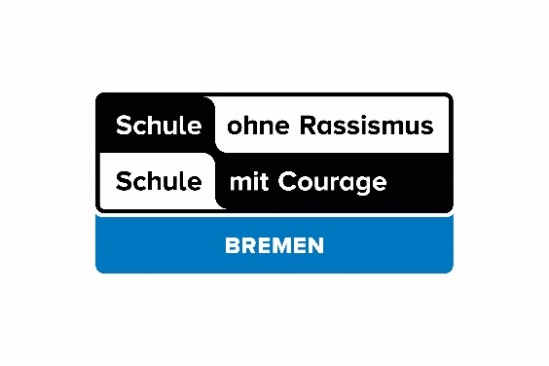 Schule ohne Rassismus
Schule mit Courage
BREMEN